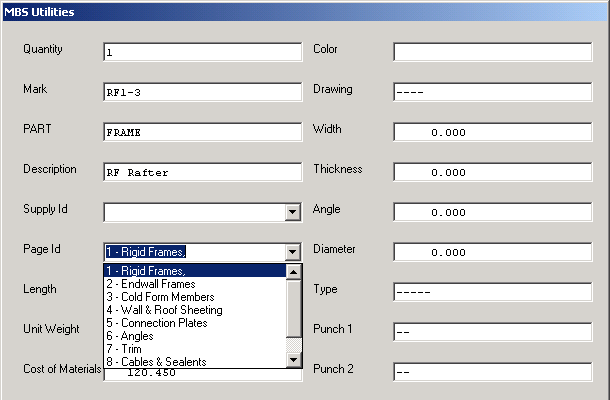 MBS Utilities
Quantity 1 Color
Mark RF1-3 Drawing ----
PART FRAME Width 0.000
Description RF Rafter Thickness 0.000
Supply Id Angle 0.000
Page Id 1 - Rigid Frames, Diameter 0.000
1 - Rigid Frames,
2 - Endwall Frames
Length 3 - Cold Form Members Type -----
4 - Wall & Roof Sheeting
5 - Connection Plates
Unit Weight 6 - Angles Punch 1 --
7 - Trim
8 - Cables & Sealents
Cost of Materials 120.450 Punch 2 --